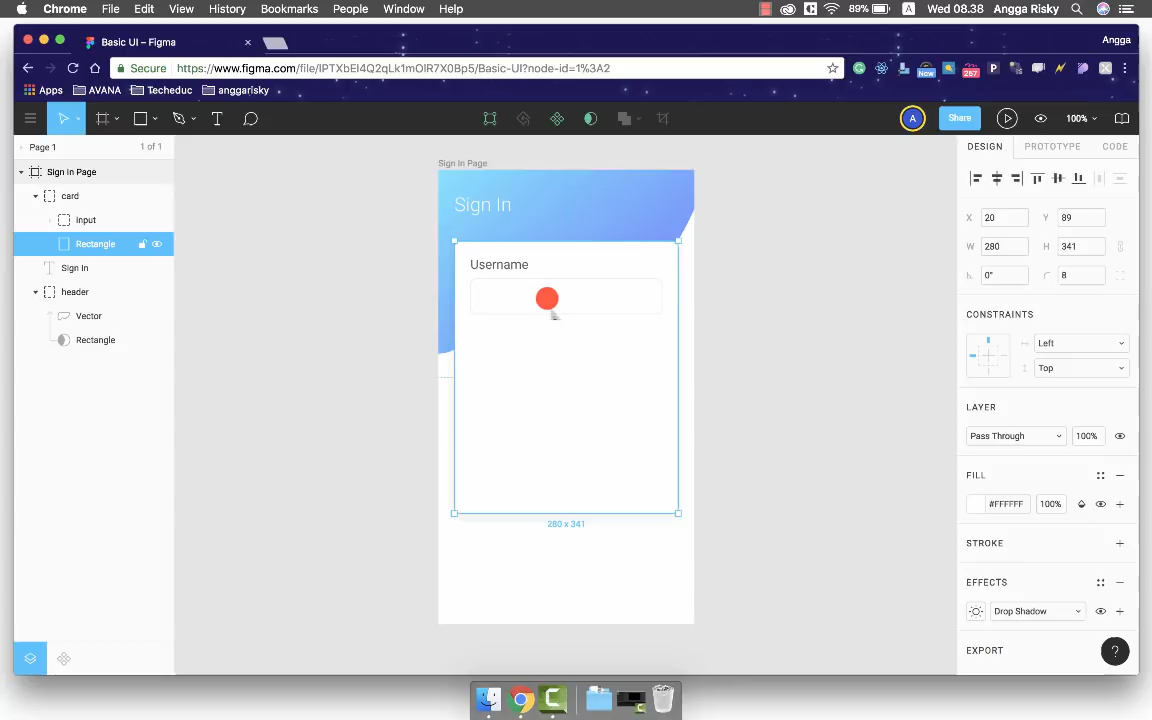 Chrome File Edit View History Bookmarks People Window Help 89% A Wed 08.38 Angga Risky
Basic UI – Figma
Angga
Secure https://www.figma.com/file/IPTXbEI4Q2qLk1mOlR7X0Bp5/Basic-UI?node-id=1%3A2
Now
267
P
Apps AVANA Techeduc anggarisky
A
Share
100%
Page 1
1 of 1
DESIGN PROTOTYPE CODE
Sign In Page
Sign In Page
card
Input
Rectangle
Sign In
header
Vector
Rectangle
Sign In
Username
280 x 341
X 20 Y 89
W 280 H 341
0° 8
CONSTRAINTS
Left
Top
LAYER
Pass Through 100%
FILL
#FFFFFF 100%
STROKE
EFFECTS
Drop Shadow
EXPORT
?